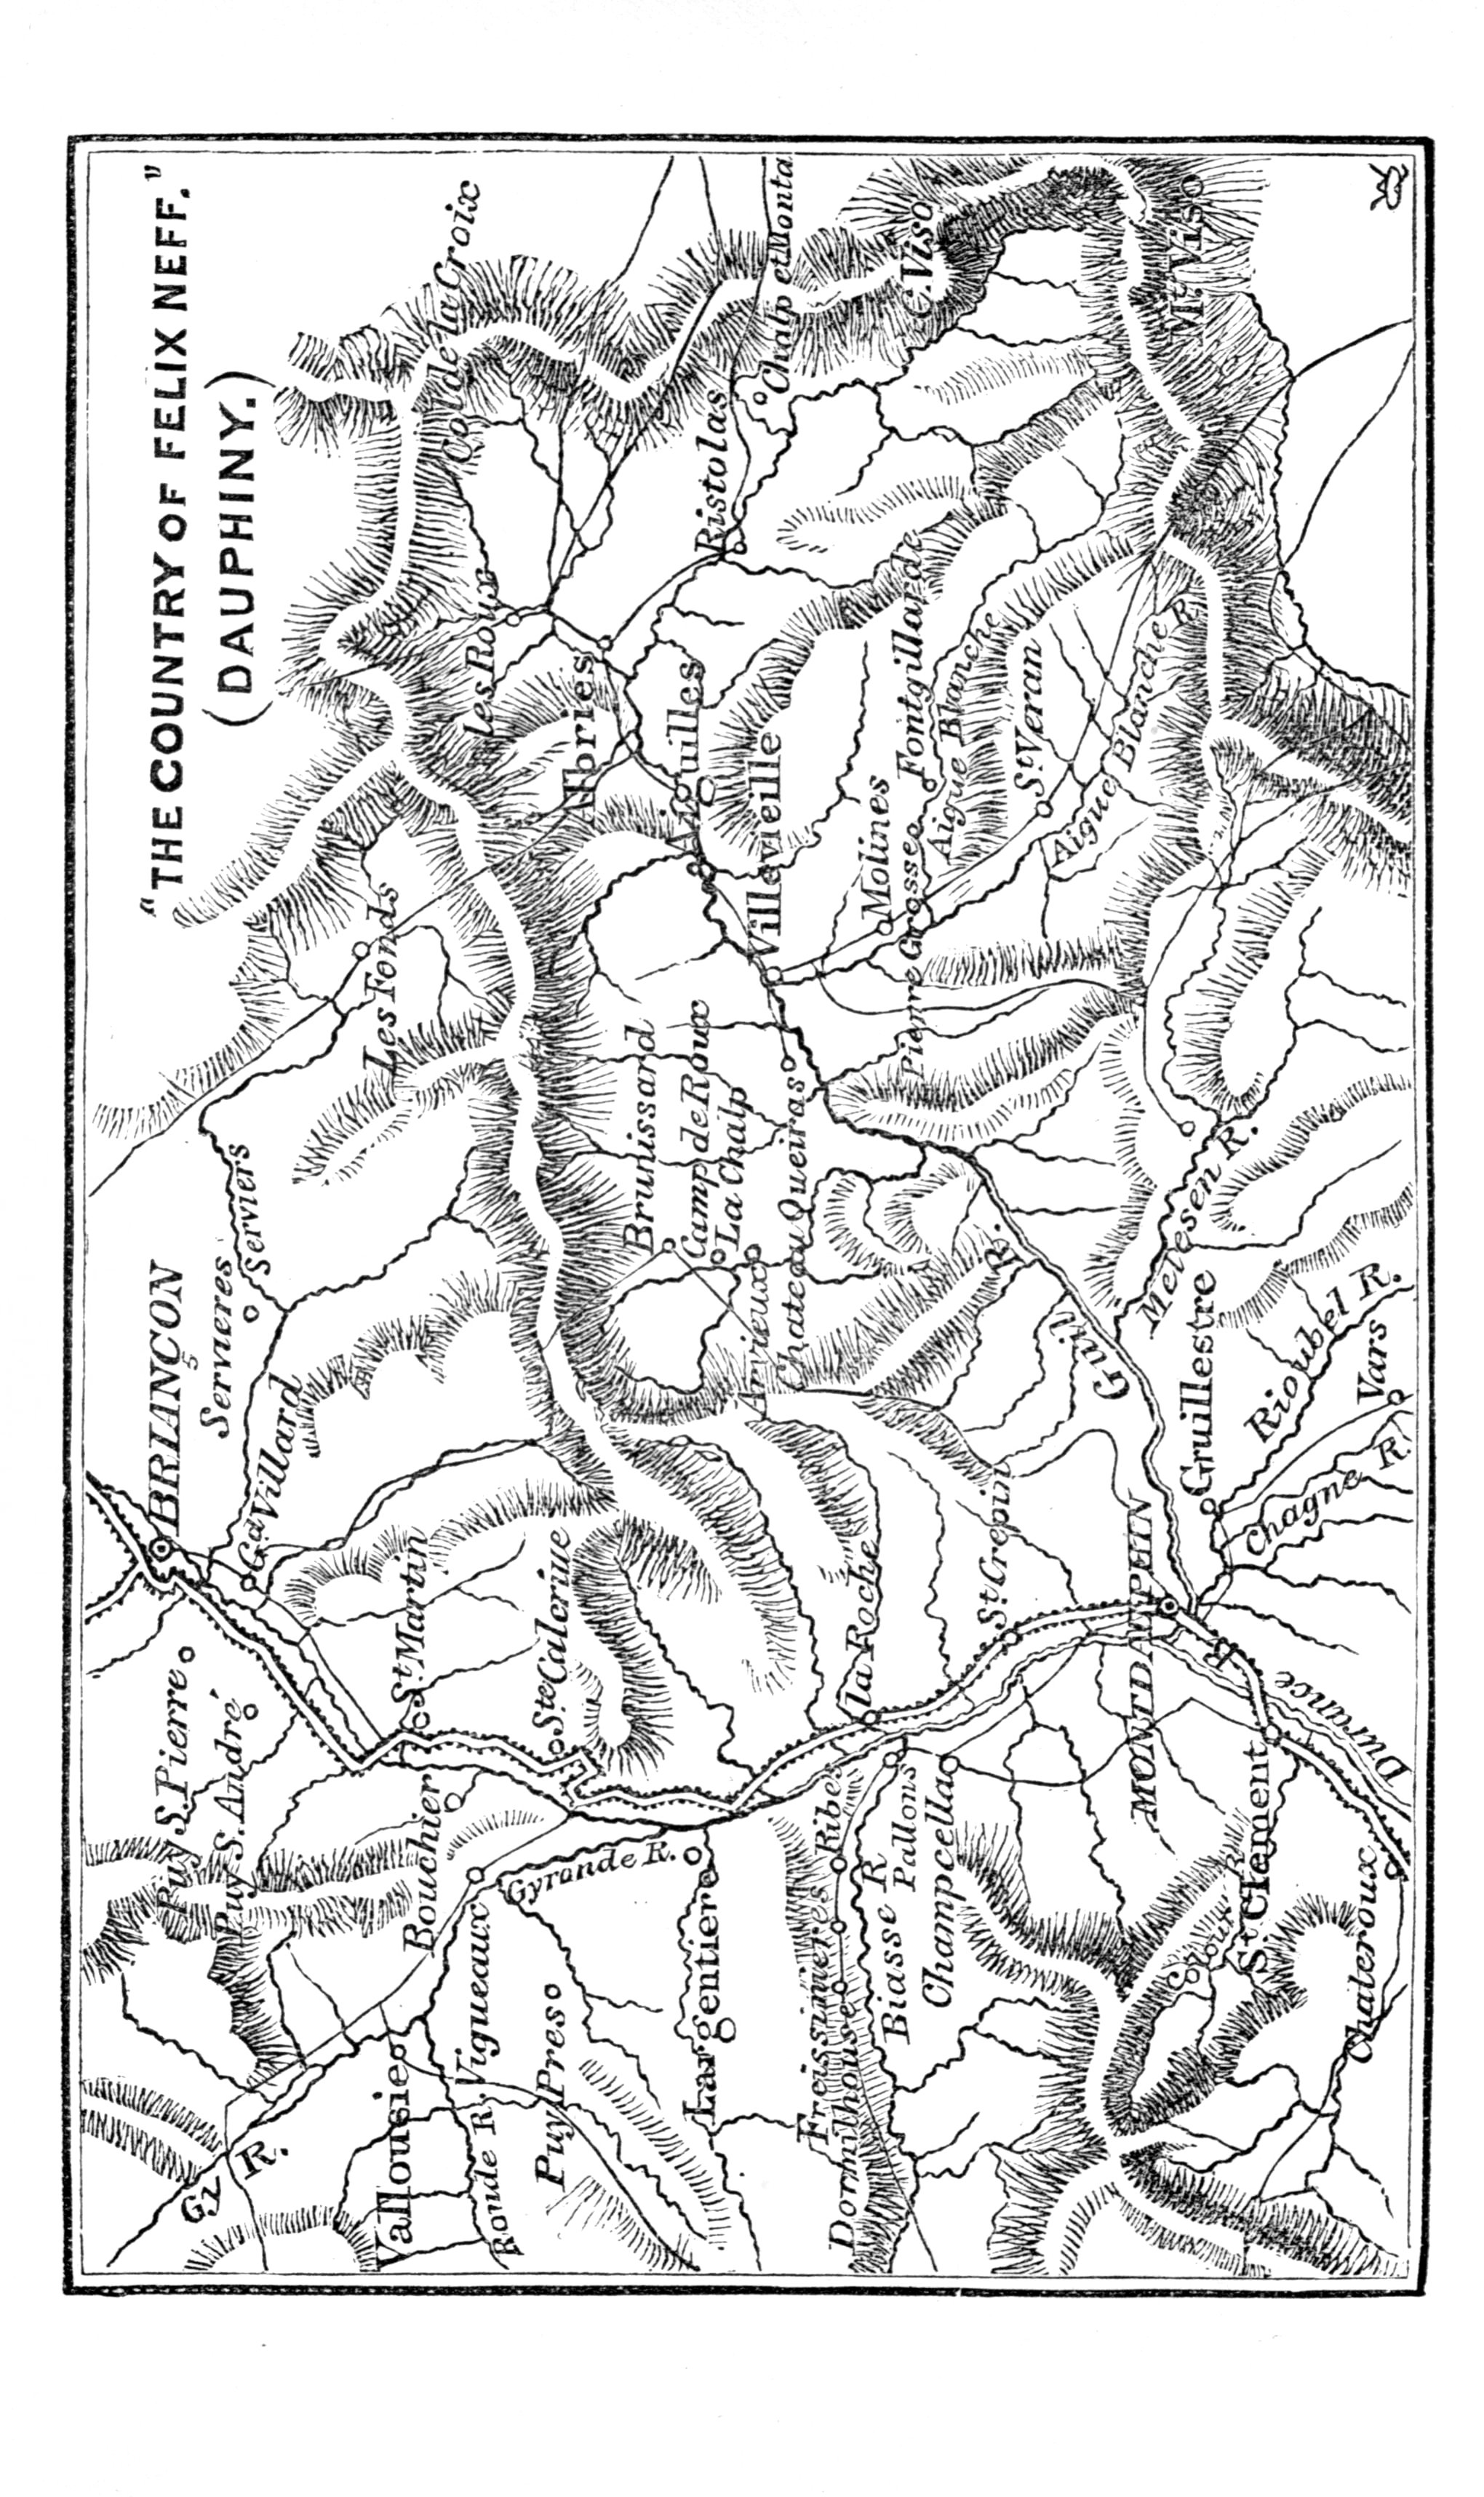 "THE COUNTRY OF FELIX NEFF."
(DAUPHINY.)
BRIANÇON
Puy S. Pierre
Puy S. André
Servieres
Serviers
Gd. Villard
Les Fonds
Col de la Croix
Gy R.
Vallouise
Bouchier
St. Martin
Les Roux
Ronde R.
Vigueaux
Puy Pres
Gyronde R.
Ste Calerine
Brunissard
Camp de Roux
La Chalp
Abries
Aiguilles
Ristolas
Chalp et Monta
Largentiere
Arrieux
Chateau Queiras
Villevieille
Freissinieres
Ribes
Dormilhouse
Biasse R.
Pallons
Champcella
la Roche
St. Crepin
Molines
Pierre Grosse
Fontgillarde
Aigue Blanche
St. Veran
Aigue Blanche R.
C. Viso
Mt. Viso
Guil R.
MONTDAUPHIN
Guillestre
Melesen R.
Rioubel R.
Vars
Chagne R.
St. Clement
Durance R.
Chateroux